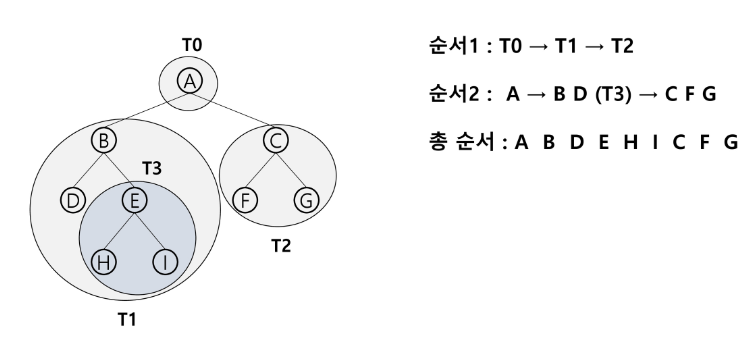 T0
A
B
C
T3
D
E
F
G
H
I
T2
T1
순서1 : T0 → T1 → T2
순서2 : A → B D (T3) → C F G
총 순서 : A B D E H I C F G